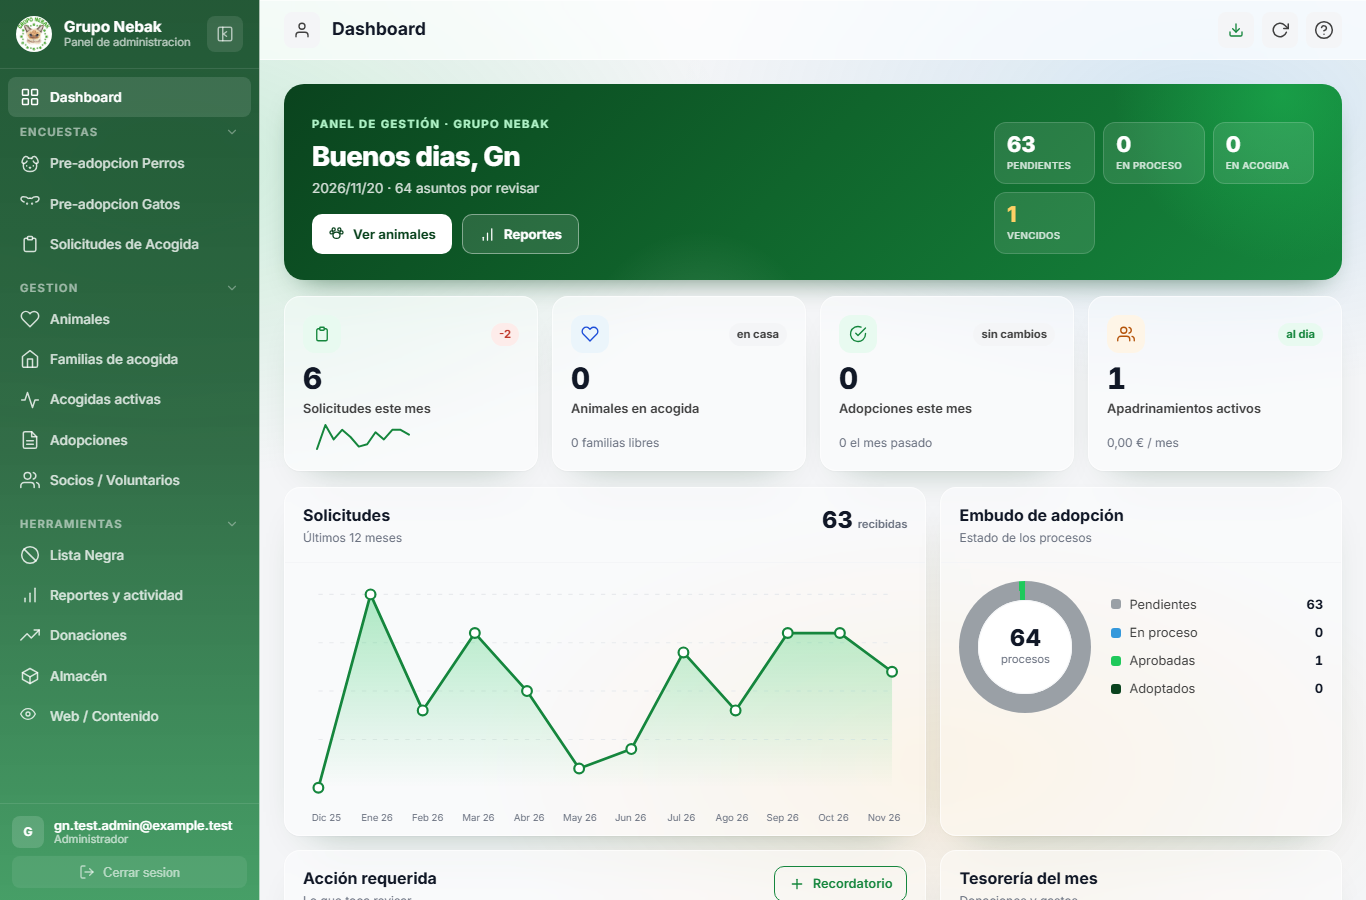 Grupo Nebak
Panel de administracion
Dashboard
ENCUESTAS
Pre-adopcion Perros
Pre-adopcion Gatos
Solicitudes de Acogida
GESTION
Animales
Familias de acogida
Acogidas activas
Adopciones
Socios / Voluntarios
HERRAMIENTAS
Lista Negra
Reportes y actividad
Donaciones
Almacén
Web / Contenido
G
gn.test.admin@example.test
Administrador
Cerrar sesion
Dashboard
PANEL DE GESTIÓN · GRUPO NEBAK
Buenos dias, Gn
2026/11/20 · 64 asuntos por revisar
Ver animales
Reportes
63
PENDIENTES
0
EN PROCESO
0
EN ACOGIDA
1
VENCIDOS
-2
6
Solicitudes este mes
en casa
0
Animales en acogida
0 familias libres
sin cambios
0
Adopciones este mes
0 el mes pasado
al dia
1
Apadrinamientos activos
0,00 € / mes
Solicitudes
Últimos 12 meses
63 recibidas
Dic 25 Ene 26 Feb 26 Mar 26 Abr 26 May 26 Jun 26 Jul 26 Ago 26 Sep 26 Oct 26 Nov 26
Embudo de adopción
Estado de los procesos
64
procesos
Pendientes 63
En proceso 0
Aprobadas 1
Adoptados 0
Acción requerida
Recordatorio
Tesorería del mes